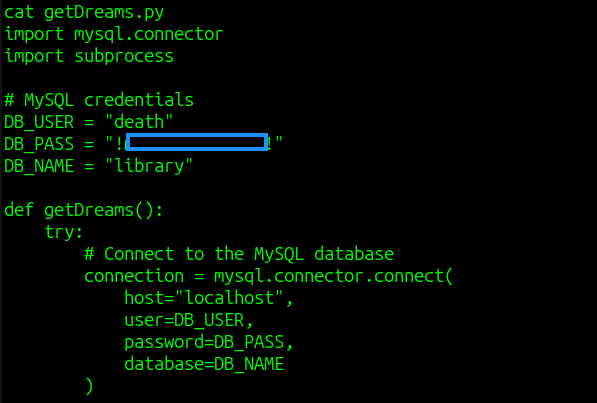 cat getDreams.py
import mysql.connector
import subprocess

# MySQL credentials
DB_USER = "death"
DB_PASS = "! !"
DB_NAME = "library"

def getDreams():
    try:
        # Connect to the MySQL database
        connection = mysql.connector.connect(
            host="localhost",
            user=DB_USER,
            password=DB_PASS,
            database=DB_NAME
        )